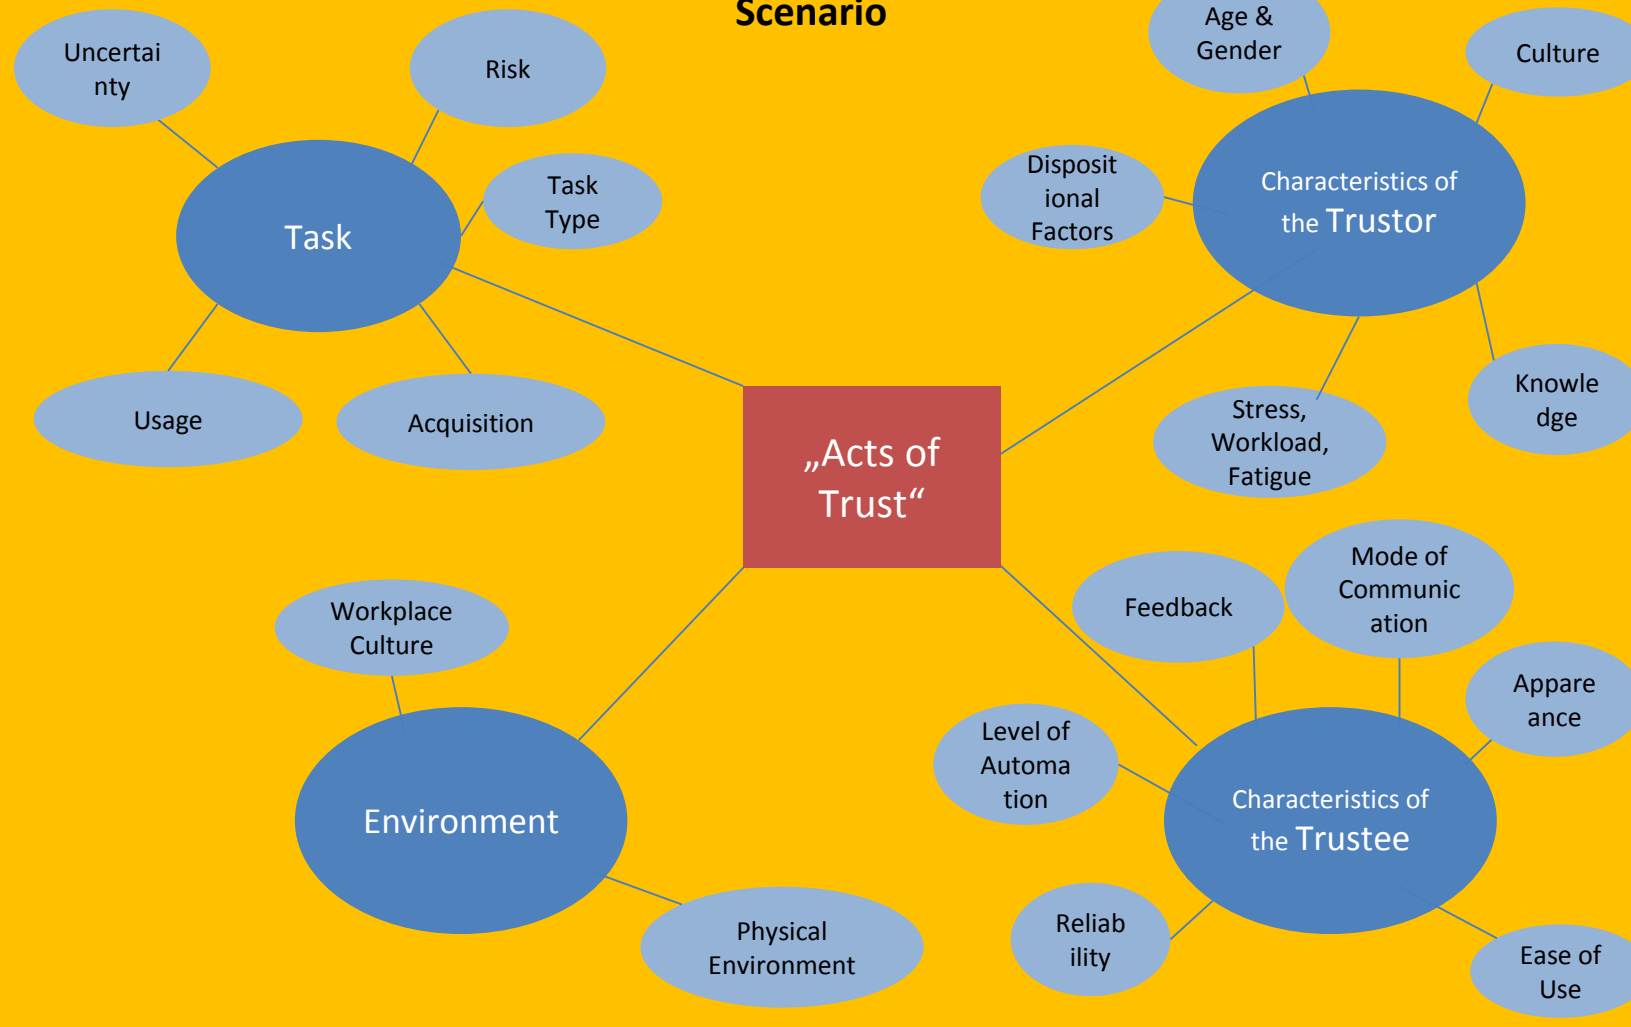 Scenario
Uncertai
nty
Risk
Task
Type
Task
Usage
Acquisition
Age &
Gender
Culture
Disposit
ional
Factors
Characteristics of
the Trustor
Knowle
dge
Stress,
Workload,
Fatigue
„Acts of
Trust“
Workplace
Culture
Environment
Physical
Environment
Feedback
Mode of
Communic
ation
Appare
ance
Level of
Automa
tion
Characteristics of
the Trustee
Reliab
ility
Ease of
Use